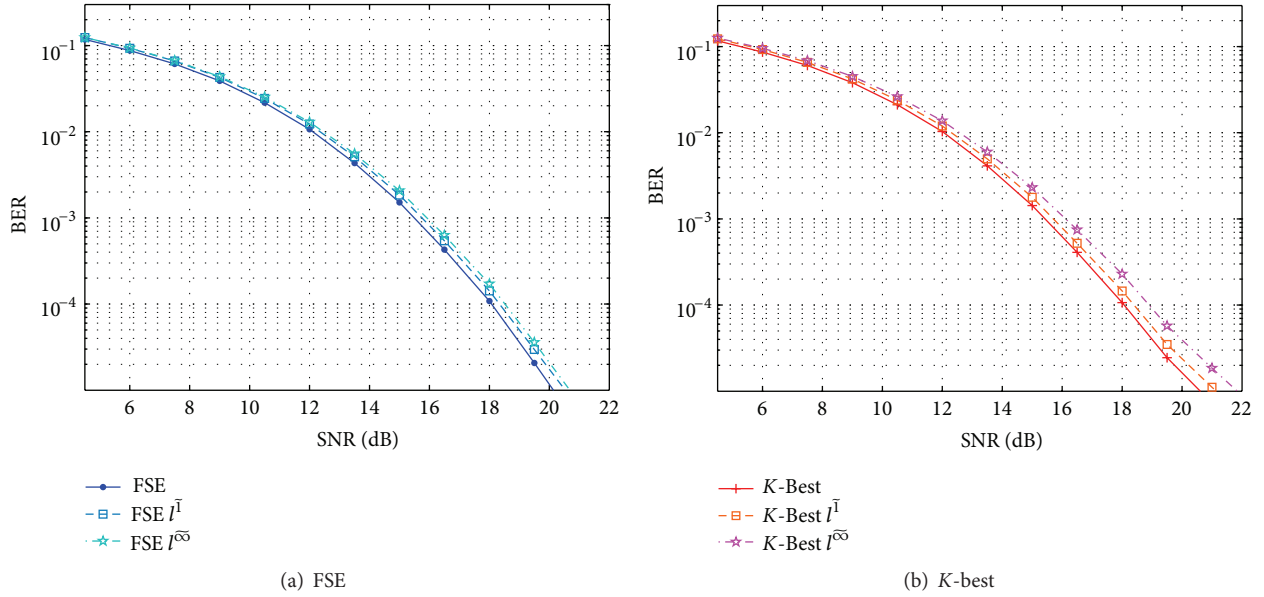 10⁻¹
10⁻²
10⁻³
10⁻⁴
BER
6 8 10 12 14 16 18 20 22
SNR (dB)
FSE
FSE l^1̃
FSE l^∞̃
(a) FSE
10⁻¹
10⁻²
10⁻³
10⁻⁴
BER
6 8 10 12 14 16 18 20 22
SNR (dB)
K-Best
K-Best l^1̃
K-Best l^∞̃
(b) K-best